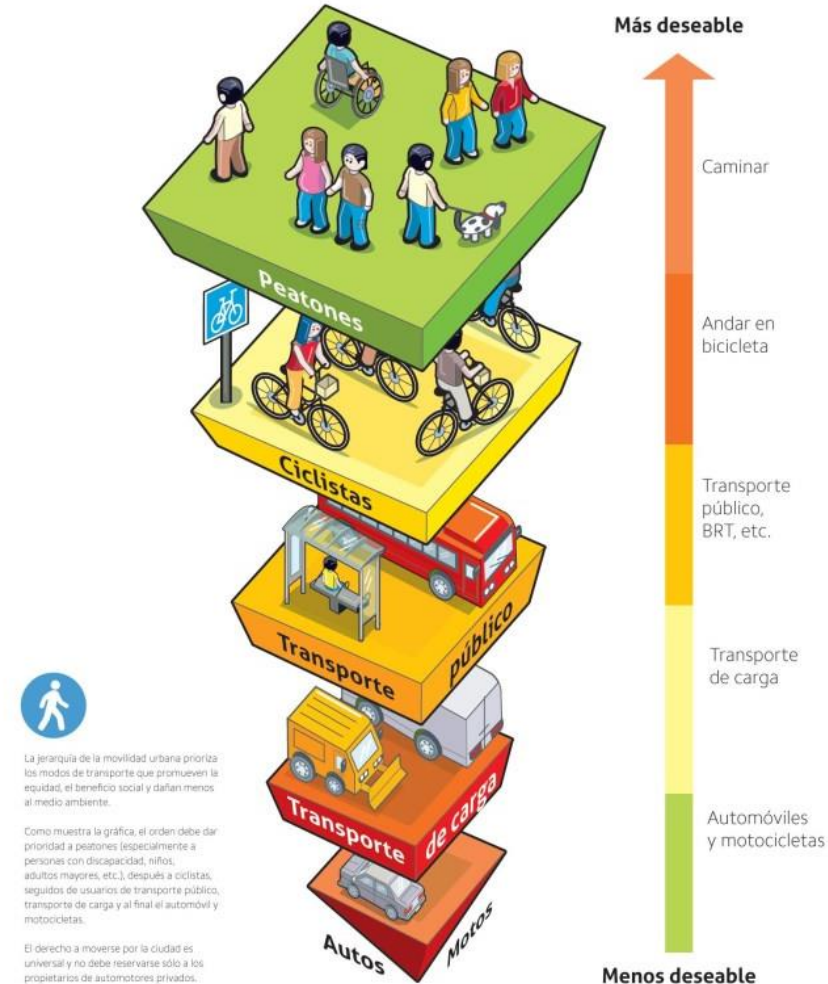 Más deseable
Caminar
Peatones
Andar en
bicicleta
Ciclistas
Transporte
público,
BRT, etc.
Transporte público
Transporte
de carga
La jerarquía de la movilidad urbana prioriza
los modos de transporte que promueven la
equidad, el beneficio social y dañan menos
al medio ambiente.
Como muestra la gráfica, el orden debe dar
prioridad a peatones (especialmente a
personas con discapacidad, niños,
adultos mayores, etc.), después a ciclistas,
seguidos de usuarios de transporte público,
transporte de carga y al final el automóvil y
motocicletas.
El derecho a moverse por la ciudad es
universal y no debe reservarse sólo a los
propietarios de automotores privados.
Transporte de carga
Automóviles
y motocicletas
Autos Motos
Menos deseable